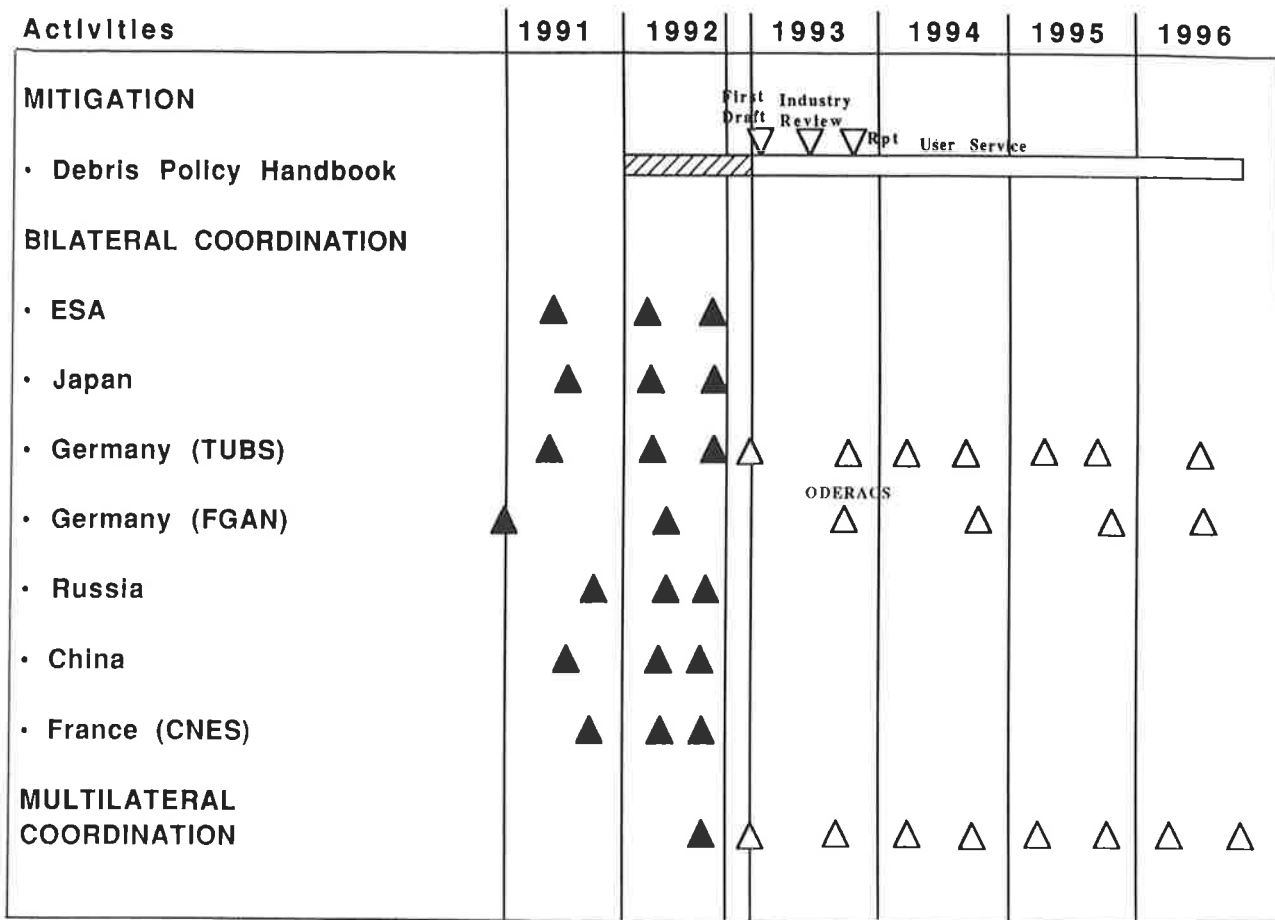 Activities 1991 1992 1993 1994 1995 1996
MITIGATION
First Industry
Draft Review
Rpt User Service
• Debris Policy Handbook
BILATERAL COORDINATION
• ESA
• Japan
• Germany (TUBS)
ODERACS
• Germany (FGAN)
• Russia
• China
• France (CNES)
MULTILATERAL
COORDINATION